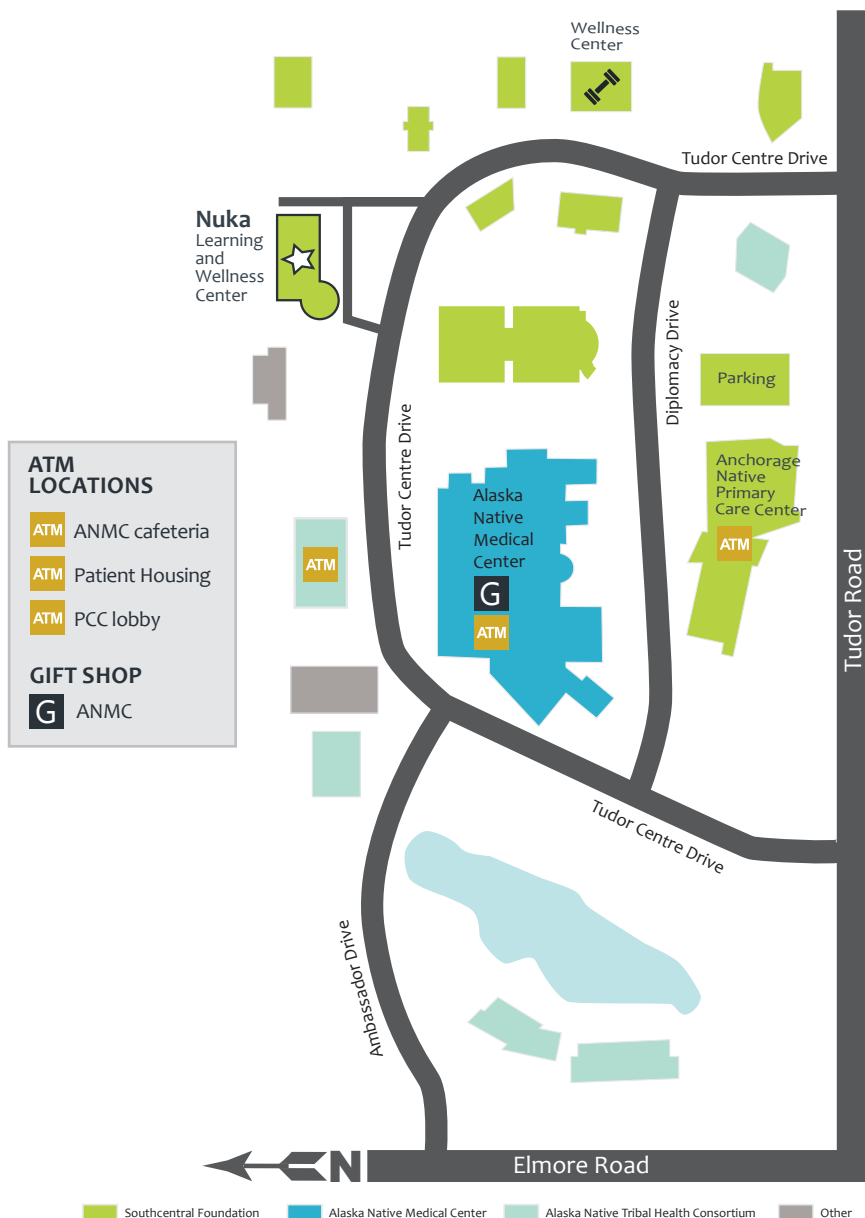 Wellness
Center
Tudor Centre Drive
Nuka
Learning
and
Wellness
Center
Diplomacy Drive
Parking
Tudor Centre Drive
ATM
LOCATIONS
ATM ANMC cafeteria
ATM Patient Housing
ATM PCC lobby
GIFT SHOP
G ANMC
ATM
Alaska
Native
Medical
Center
G
ATM
Anchorage
Native
Primary
Care Center
ATM
Tudor Road
Tudor Centre Drive
Ambassador Drive
N
Elmore Road
Southcentral Foundation
Alaska Native Medical Center
Alaska Native Tribal Health Consortium
Other